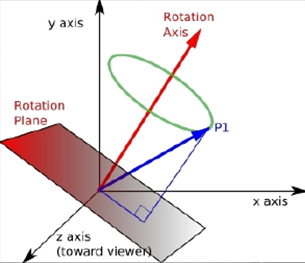 y axis
Rotation
Axis
Rotation
Plane
P1
x axis
z axis
(toward viewer)